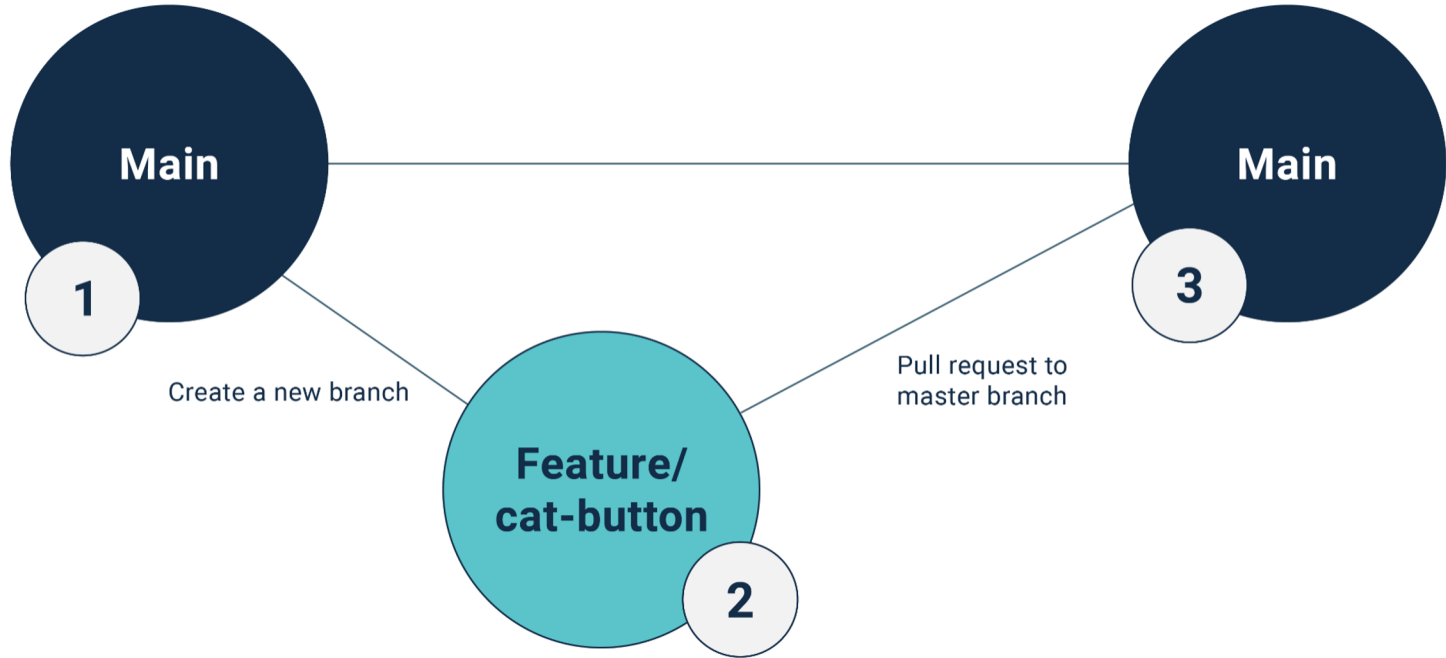 Main
Main
1
3
Create a new branch
Pull request to
master branch
Feature/
cat-button
2